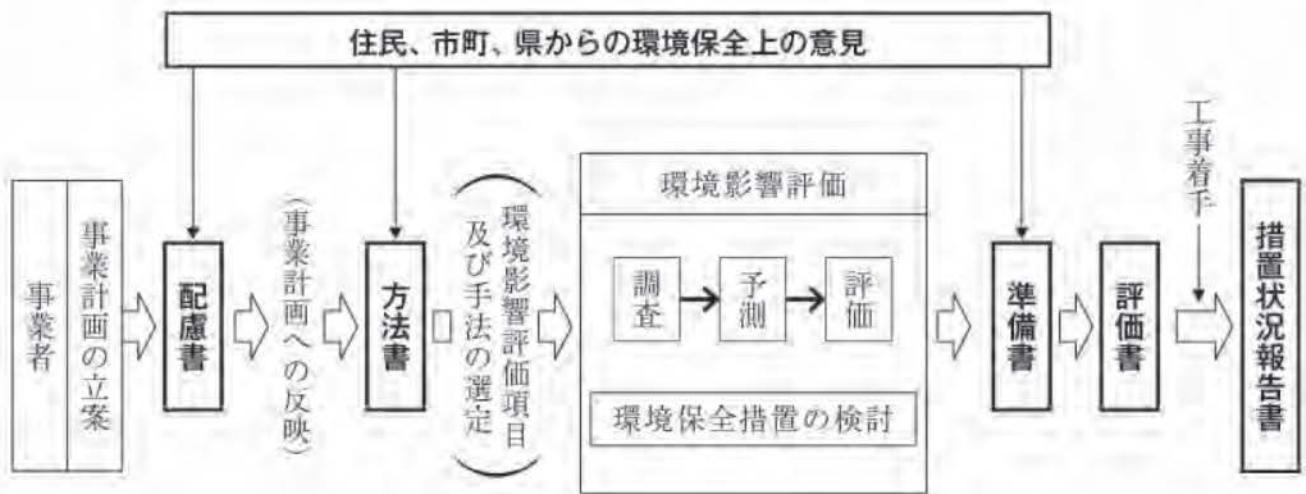 住民、市町、県からの環境保全上の意見
事業者
事業計画の立案
配慮書
(事業計画への反映)
方法書
(環境影響評価項目
及び手法の選定)
環境影響評価
調査
予測
評価
環境保全措置の検討
準備書
評価書
工事着手
措置状況報告書